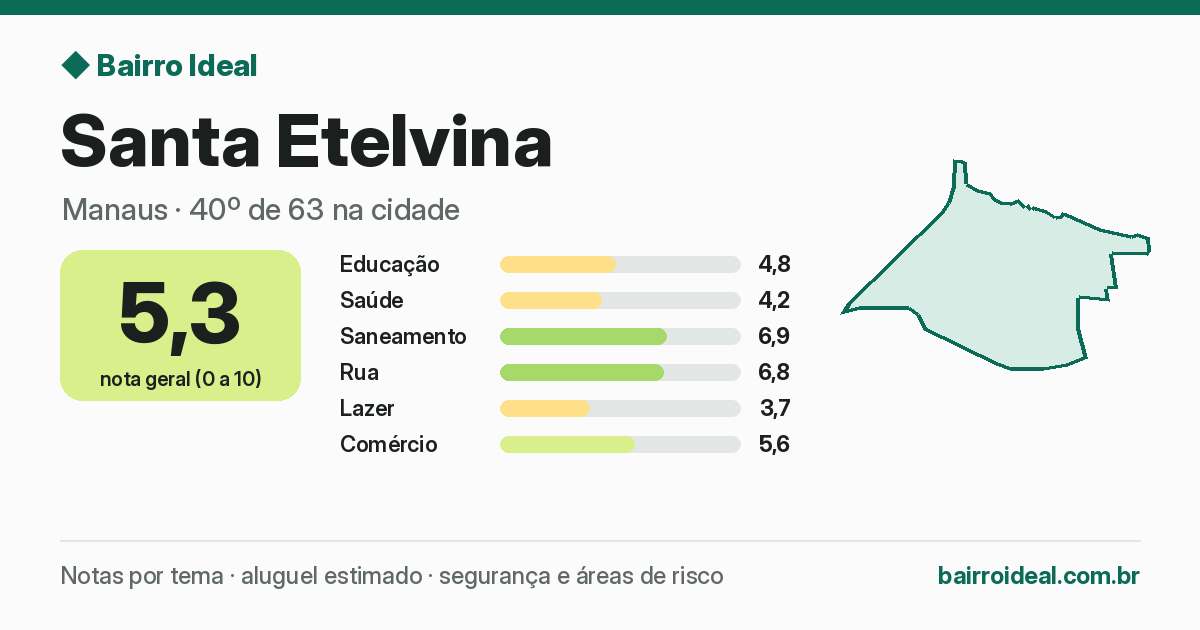 Bairro Ideal
Santa Etelvina
Manaus · 40º de 63 na cidade
5,3
nota geral (0 a 10)
Educação 4,8
Saúde 4,2
Saneamento 6,9
Rua 6,8
Lazer 3,7
Comércio 5,6
Notas por tema · aluguel estimado · segurança e áreas de risco
bairroideal.com.br